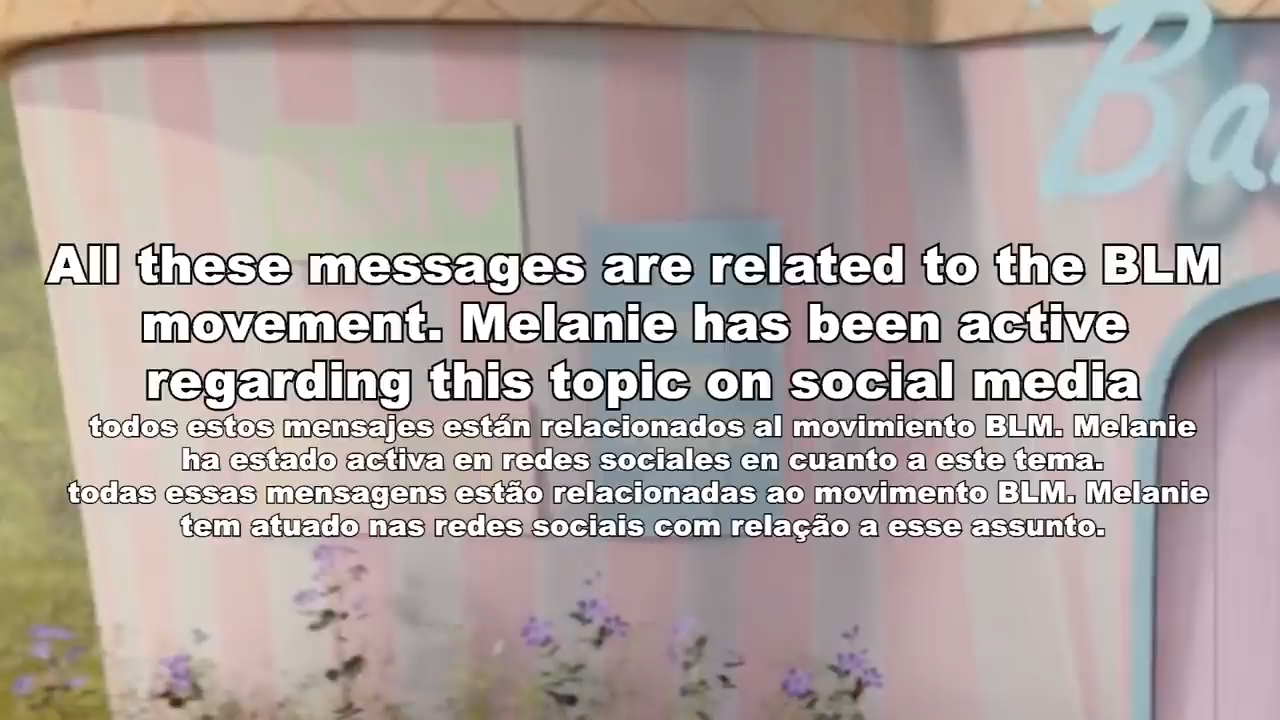 Ba
BLM
All these messages are related to the BLM
movement. Melanie has been active
regarding this topic on social media
todos estos mensajes están relacionados al movimiento BLM. Melanie
ha estado activa en redes sociales en cuanto a este tema.
todas essas mensagens estão relacionadas ao movimento BLM. Melanie
tem atuado nas redes sociais com relação a esse assunto.